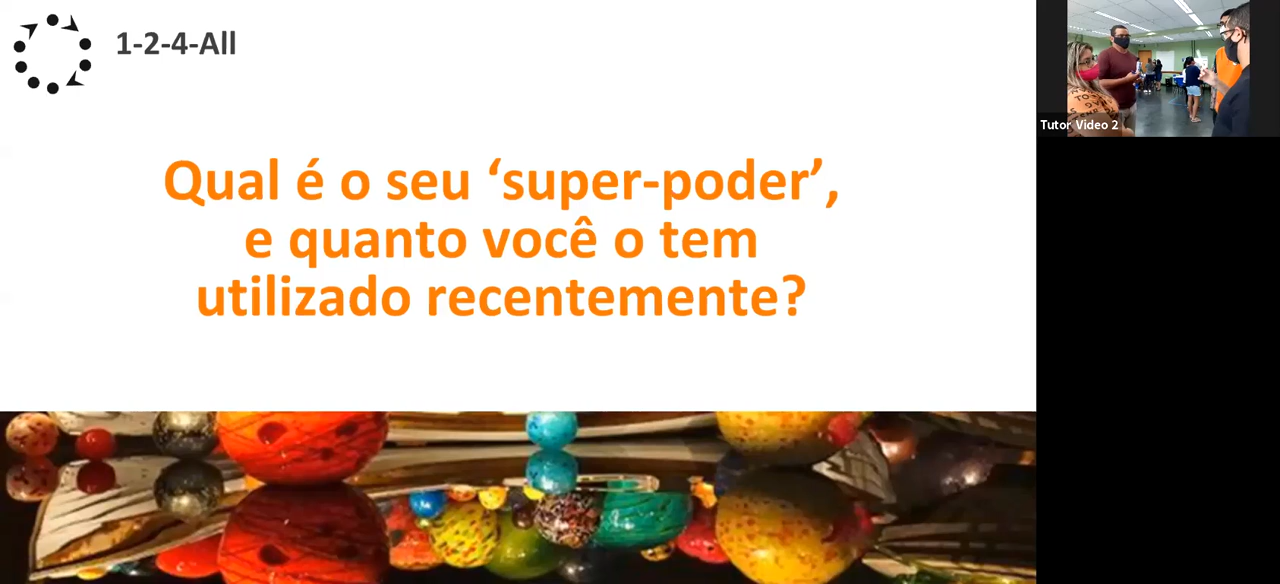 1-2-4-All
Qual é o seu ‘super-poder’,
e quanto você o tem
utilizado recentemente?
Tutor Video 2